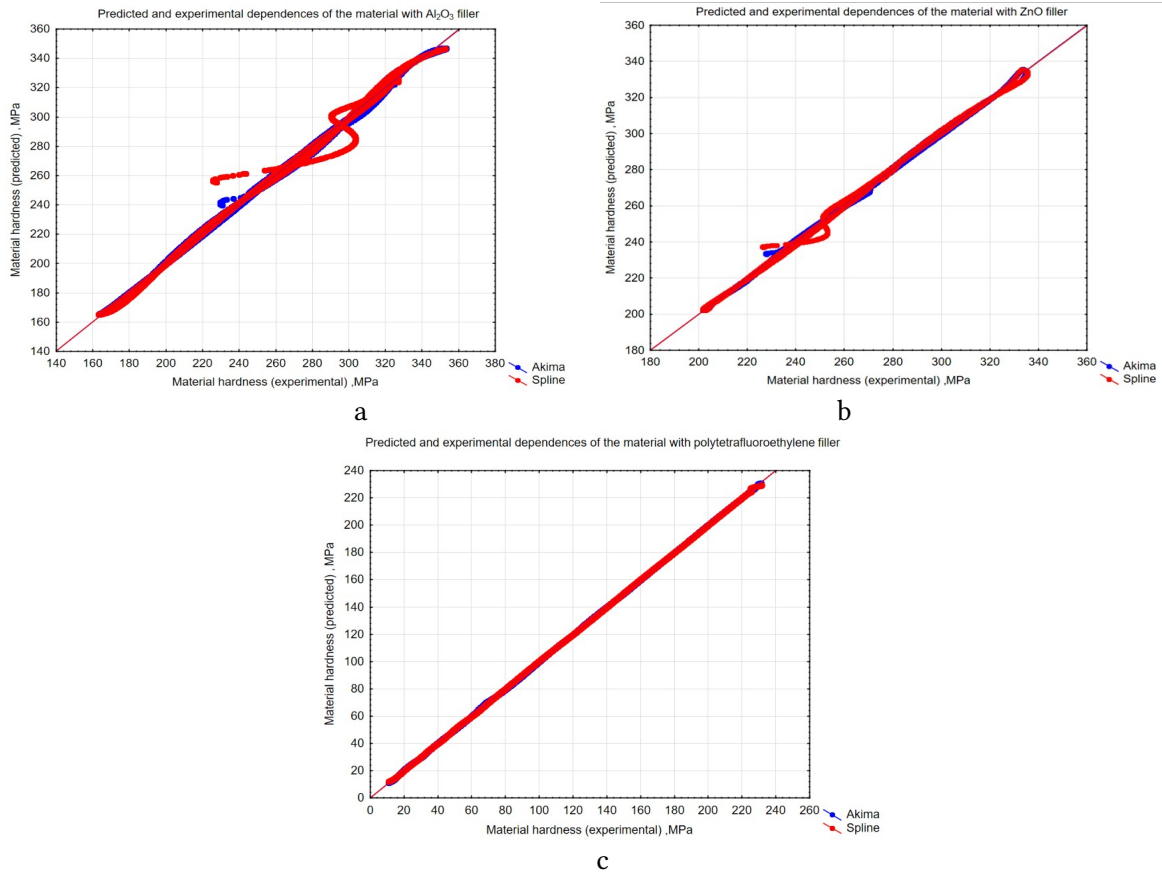 Predicted and experimental dependences of the material with Al₂O₃ filler
Material hardness (predicted) ,MPa
360
340
320
300
280
260
240
220
200
180
160
140
140 160 180 200 220 240 260 280 300 320 340 360 380
Material hardness (experimental) ,MPa
Akima
Spline
a
Predicted and experimental dependences of the material with ZnO filler
Material hardness (predicted) ,MPa
360
340
320
300
280
260
240
220
200
180
180 200 220 240 260 280 300 320 340 360
Material hardness (experimental) ,MPa
Akima
Spline
b
Predicted and experimental dependences of the material with polytetrafluoroethylene filler
Material hardness (predicted) , MPa
240
220
200
180
160
140
120
100
80
60
40
20
0
0 20 40 60 80 100 120 140 160 180 200 220 240 260
Material hardness (experimental) ,MPa
Akima
Spline
c